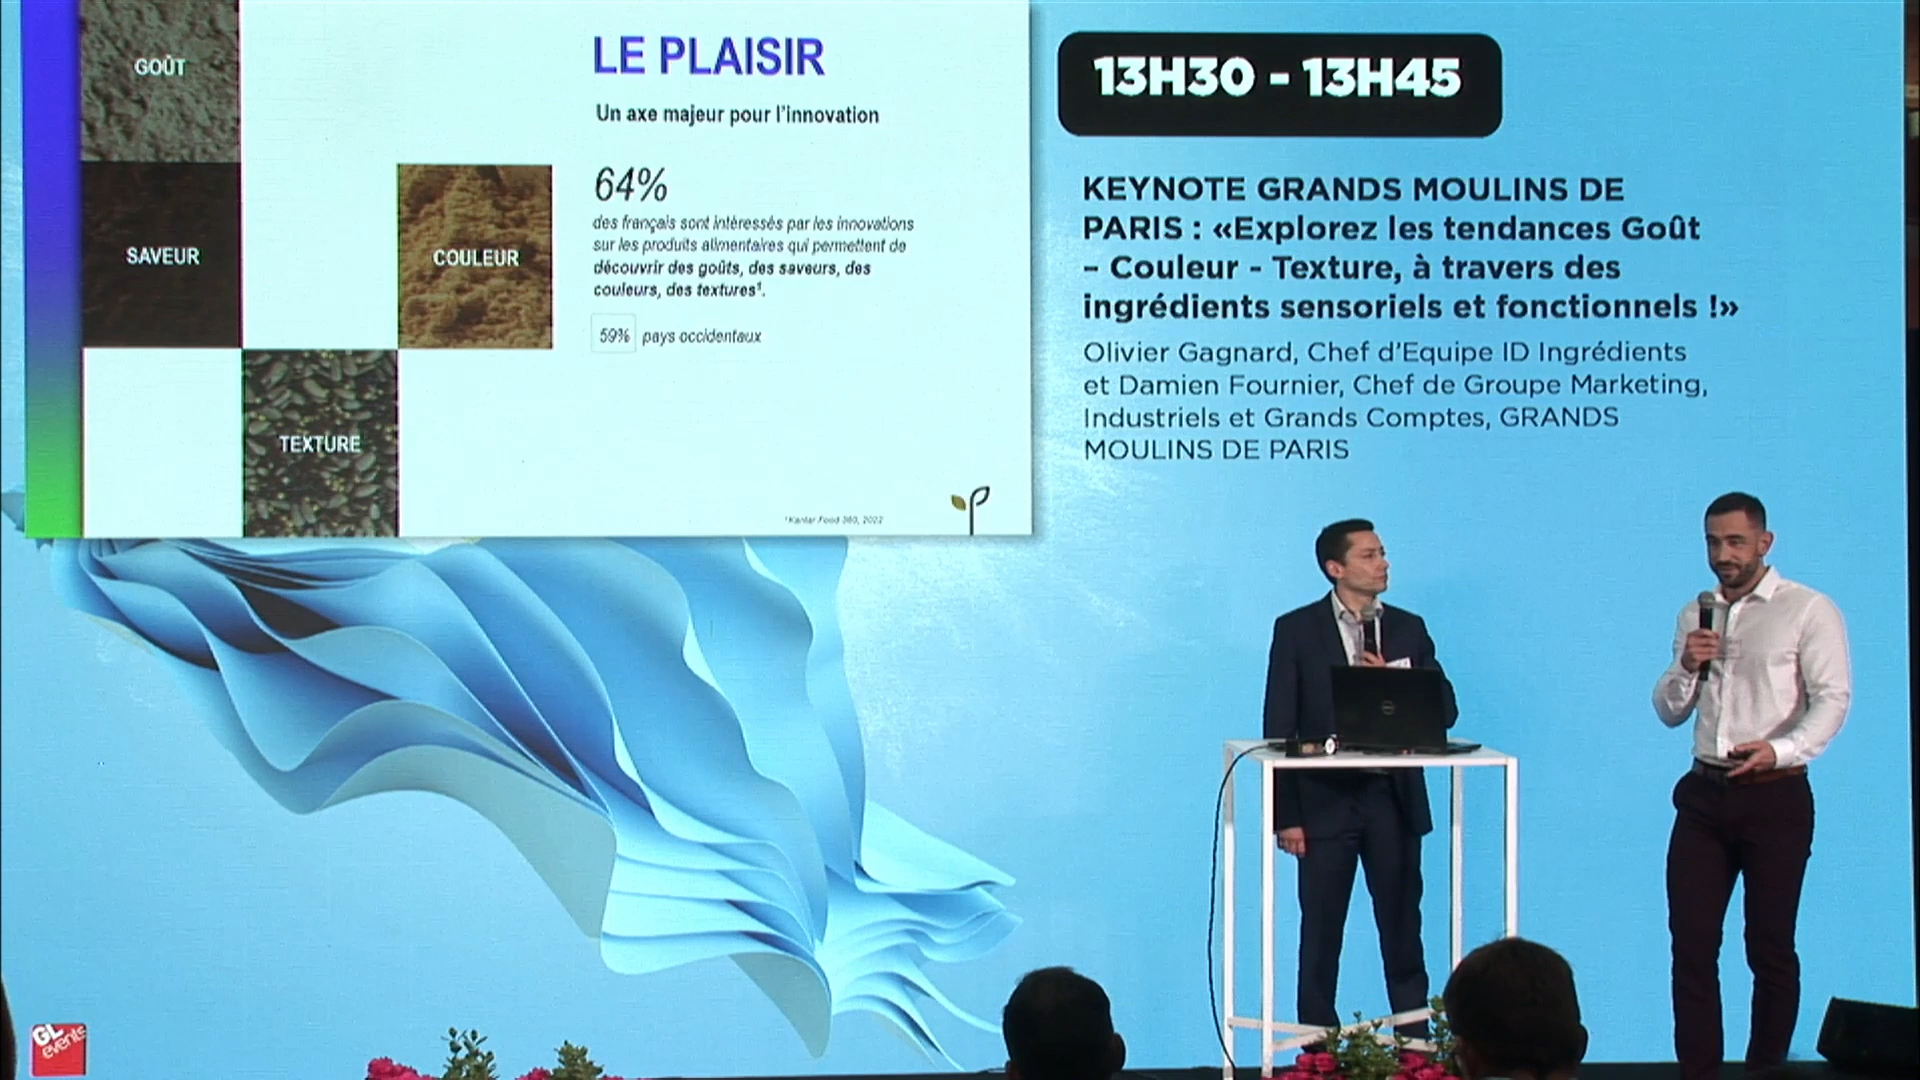 GOÛT
SAVEUR
COULEUR
TEXTURE
LE PLAISIR
Un axe majeur pour l'innovation
64%
des français sont intéressés par les innovations
sur les produits alimentaires qui permettent de
découvrir des goûts, des saveurs, des
couleurs, des textures¹.
59% pays occidentaux
¹Kantar Food 360, 2022
13H30 - 13H45
KEYNOTE GRANDS MOULINS DE
PARIS : «Explorez les tendances Goût
– Couleur - Texture, à travers des
ingrédients sensoriels et fonctionnels !»
Olivier Gagnard, Chef d'Equipe ID Ingrédients
et Damien Fournier, Chef de Groupe Marketing,
Industriels et Grands Comptes, GRANDS
MOULINS DE PARIS
GL
events